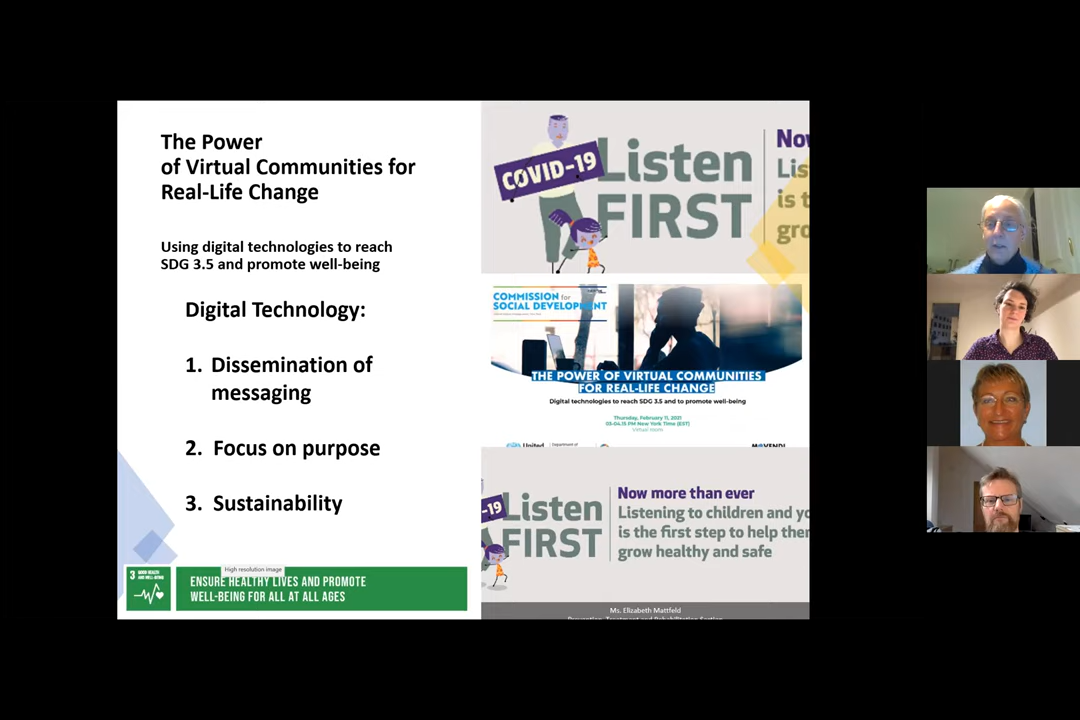 The Power
of Virtual Communities for
Real-Life Change
Using digital technologies to reach
SDG 3.5 and promote well-being
Digital Technology:
1. Dissemination of
messaging
2. Focus on purpose
3. Sustainability
High resolution image
3 GOOD HEALTH
AND WELL-BEING
ENSURE HEALTHY LIVES AND PROMOTE
WELL-BEING FOR ALL AT ALL AGES
COVID-19
Listen
FIRST
Now
Lis
is t
gro
COMMISSION for
SOCIAL DEVELOPMENT
THE POWER OF VIRTUAL COMMUNITIES
FOR REAL-LIFE CHANGE
Digital technologies to reach SDG 3.5 and to promote well-being
Thursday, February 11, 2021
03:04.15 PM New York Time (EST)
Virtual room
United
Department of
MOVENDI
-19
Listen
FIRST
Now more than ever
Listening to children and yo
is the first step to help the
grow healthy and safe
Ms. Elizabeth Mattfeld
Prevention, Treatment and Rehabilitation Section